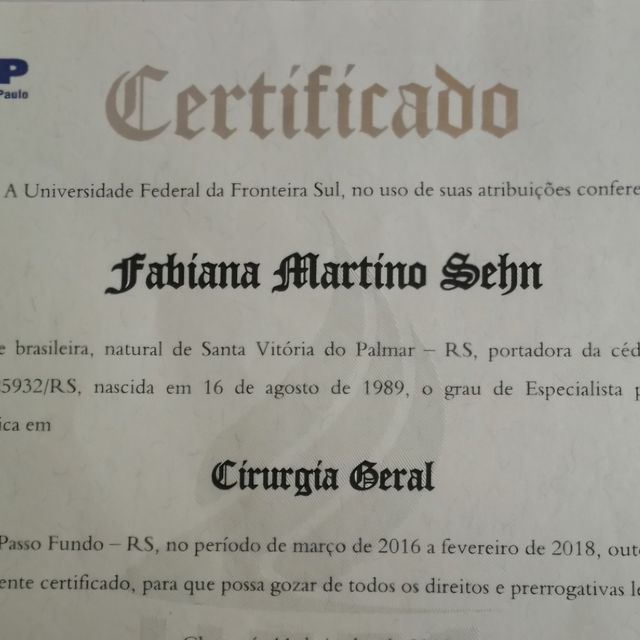 P
Paulo
Certificado
A Universidade Federal da Fronteira Sul, no uso de suas atribuições confere
Fabiana Martino Sehn
e brasileira, natural de Santa Vitória do Palmar – RS, portadora da céd
5932/RS, nascida em 16 de agosto de 1989, o grau de Especialista p
ica em
Cirurgia Geral
Passo Fundo – RS, no período de março de 2016 a fevereiro de 2018, out
ente certificado, para que possa gozar de todos os direitos e prerrogativas le